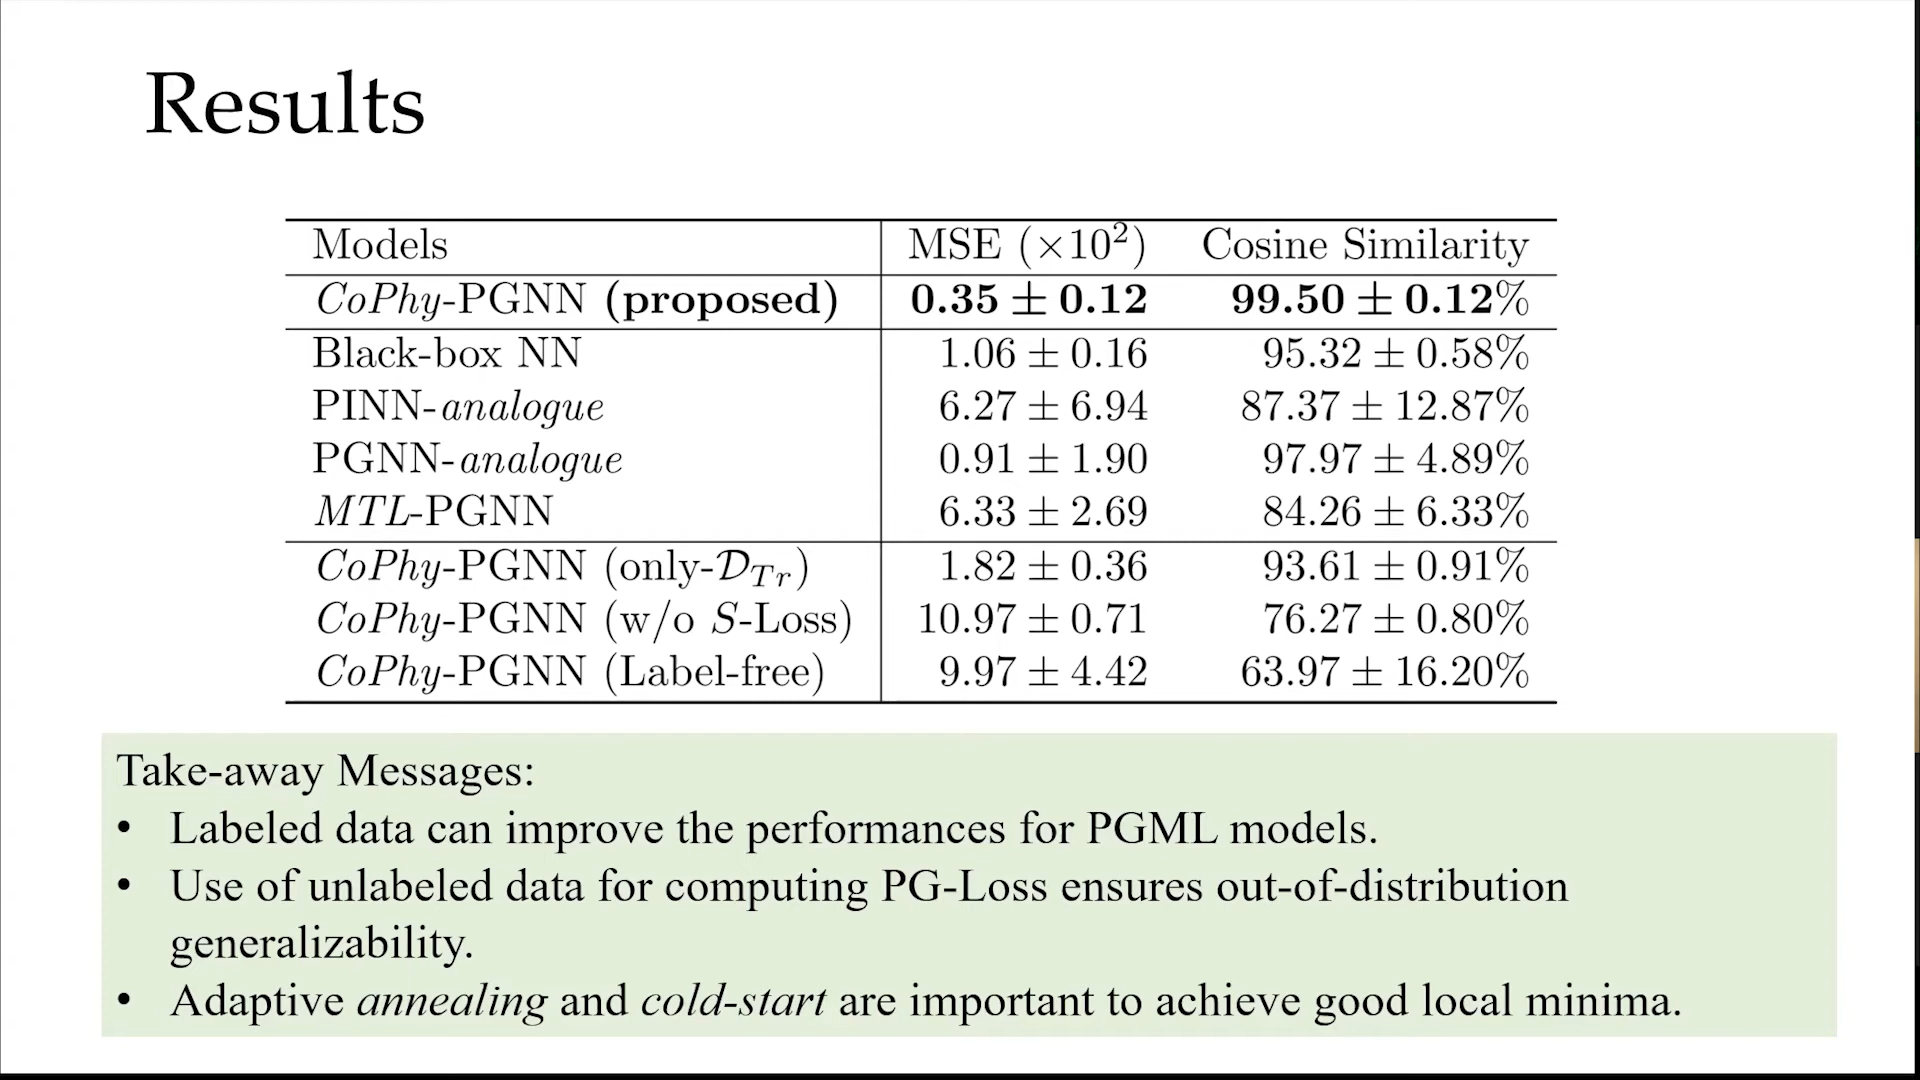 Results
Models MSE (×10²) Cosine Similarity
CoPhy-PGNN (proposed) 0.35 ± 0.12 99.50 ± 0.12%
Black-box NN 1.06 ± 0.16 95.32 ± 0.58%
PINN-analogue 6.27 ± 6.94 87.37 ± 12.87%
PGNN-analogue 0.91 ± 1.90 97.97 ± 4.89%
MTL-PGNN 6.33 ± 2.69 84.26 ± 6.33%
CoPhy-PGNN (only-𝒟_Tr) 1.82 ± 0.36 93.61 ± 0.91%
CoPhy-PGNN (w/o S-Loss) 10.97 ± 0.71 76.27 ± 0.80%
CoPhy-PGNN (Label-free) 9.97 ± 4.42 63.97 ± 16.20%
Take-away Messages:
• Labeled data can improve the performances for PGML models.
• Use of unlabeled data for computing PG-Loss ensures out-of-distribution
generalizability.
• Adaptive annealing and cold-start are important to achieve good local minima.